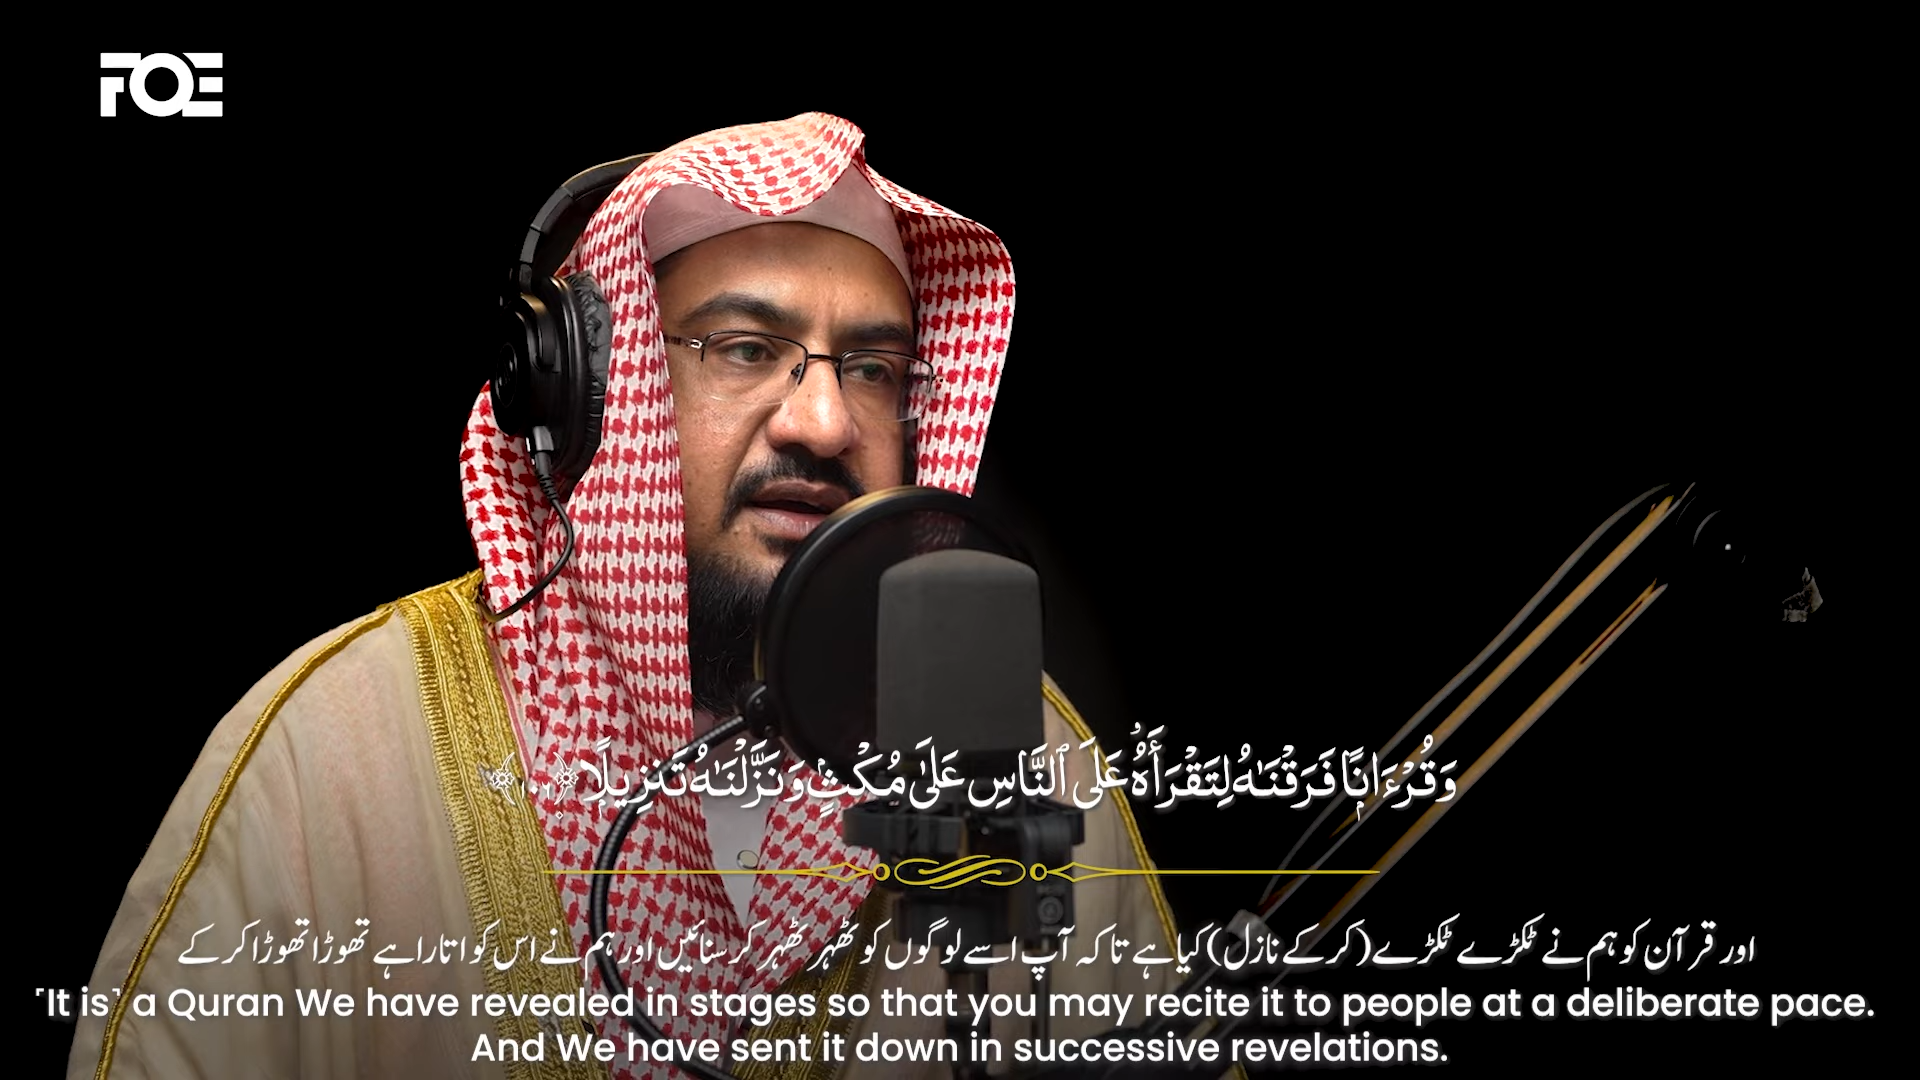 FOE
وَقُرْءَانًا فَرَقْنَٰهُ لِتَقْرَأَهُۥ عَلَى ٱلنَّاسِ عَلَىٰ مُكْثٍ وَنَزَّلْنَٰهُ تَنزِيلًا ﴿١٠٦﴾
اور قرآن کو ہم نے ٹکڑے ٹکڑے (کر کے نازل) کیا ہے تاکہ آپ اسے لوگوں کو ٹھہر ٹھہر کر سنائیں اور ہم نے اس کو اتارا ہے تھوڑا تھوڑا کر کے
˹It is˺ a Quran We have revealed in stages so that you may recite it to people at a deliberate pace.
And We have sent it down in successive revelations.